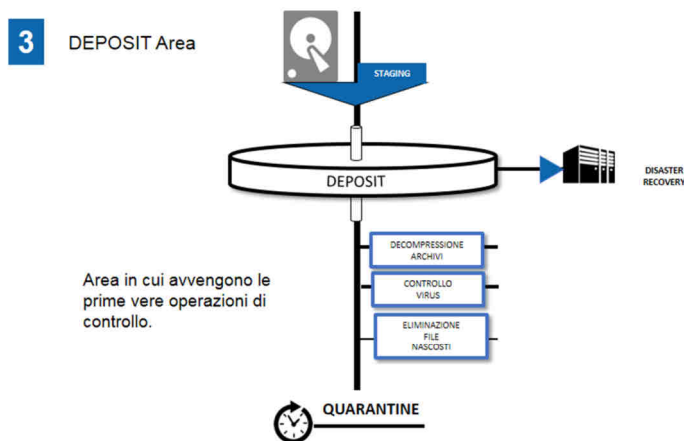 3
DEPOSIT Area
STAGING
DEPOSIT
DISASTER
RECOVERY
DECOMPRESSIONE
ARCHIVI
Area in cui avvengono le
prime vere operazioni di
controllo.
CONTROLLO
VIRUS
ELIMINAZIONE
FILE
NASCOSTI
QUARANTINE